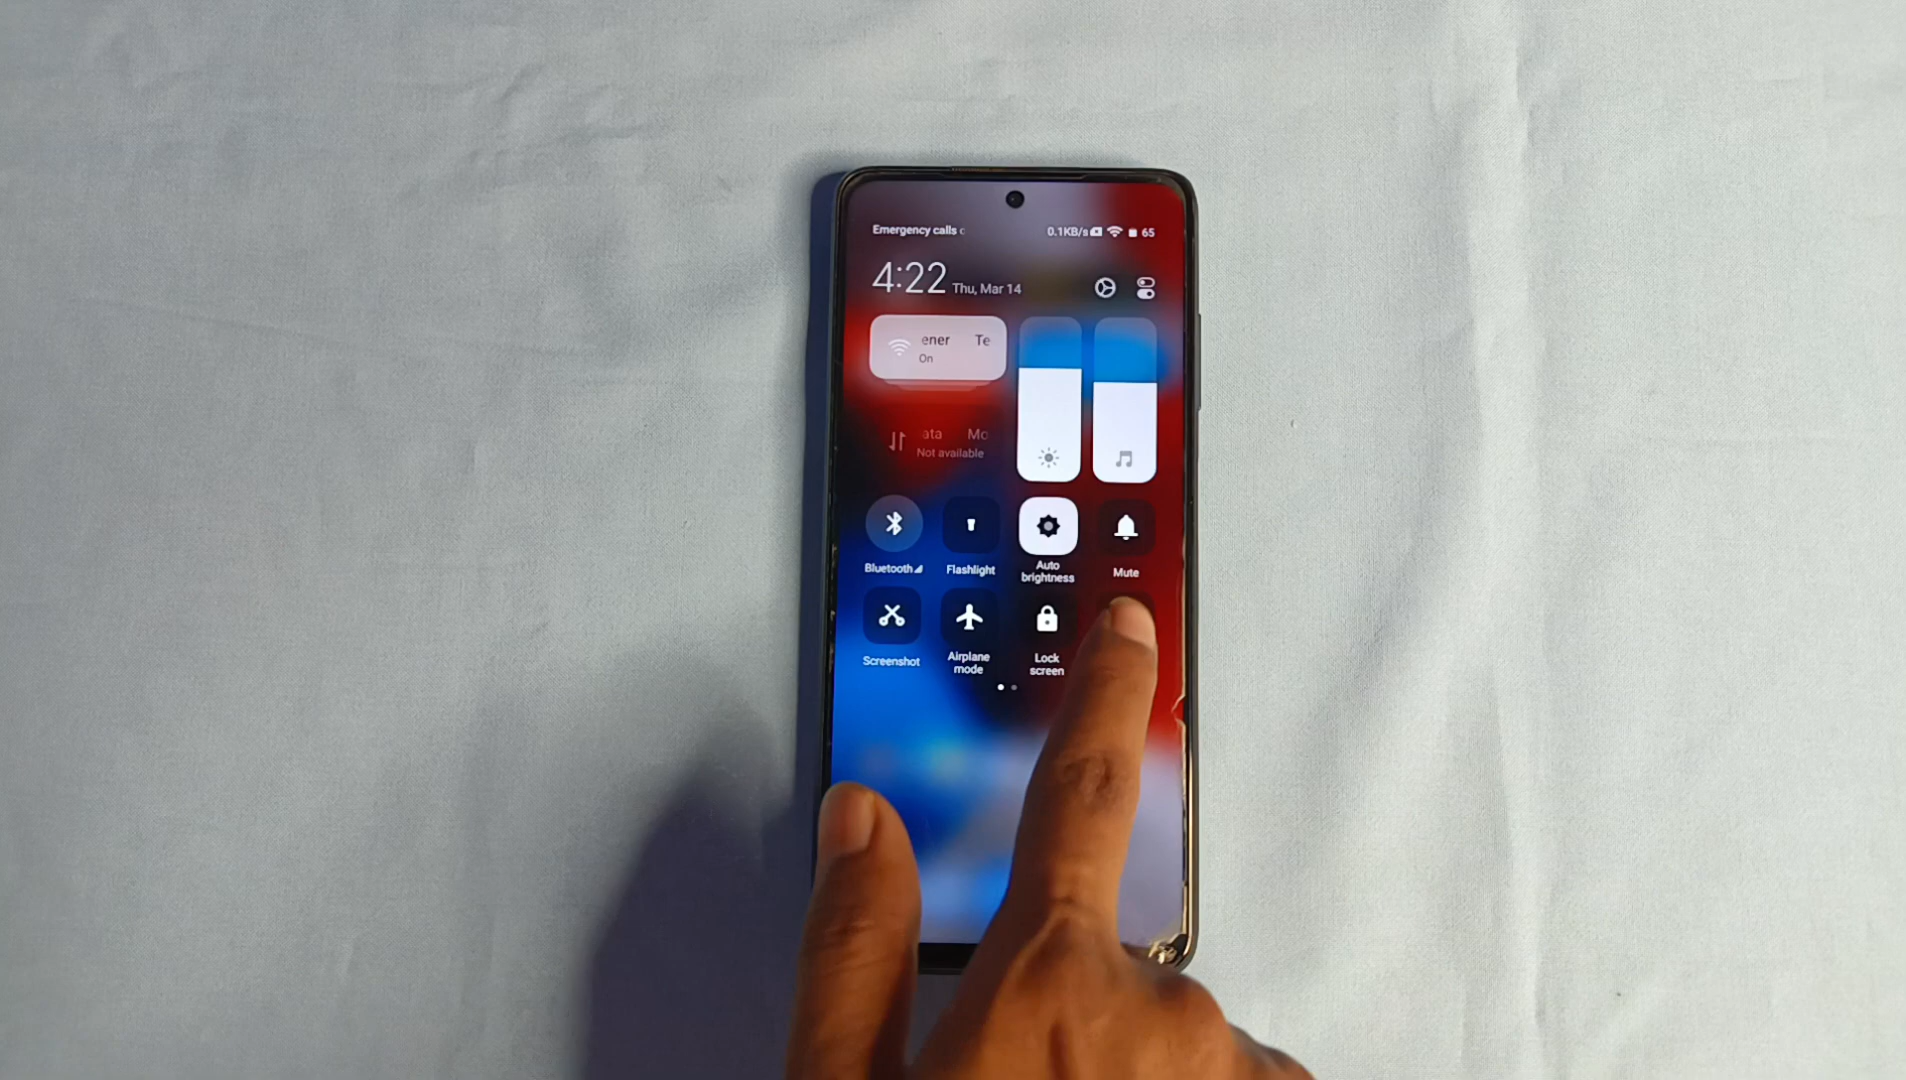 Emergency calls
0.1KB/s 65
4:22 Thu, Mar 14
ener Te
On
ata Mo
Not available
Bluetooth
Flashlight
Auto
brightness
Mute
Screenshot
Airplane
mode
Lock
screen